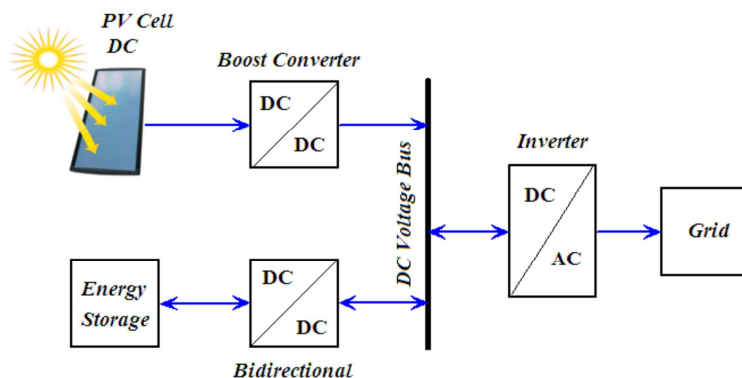 PV Cell
DC
Boost Converter
DC
DC
DC Voltage Bus
Inverter
DC
AC
Grid
Energy
Storage
DC
DC
Bidirectional